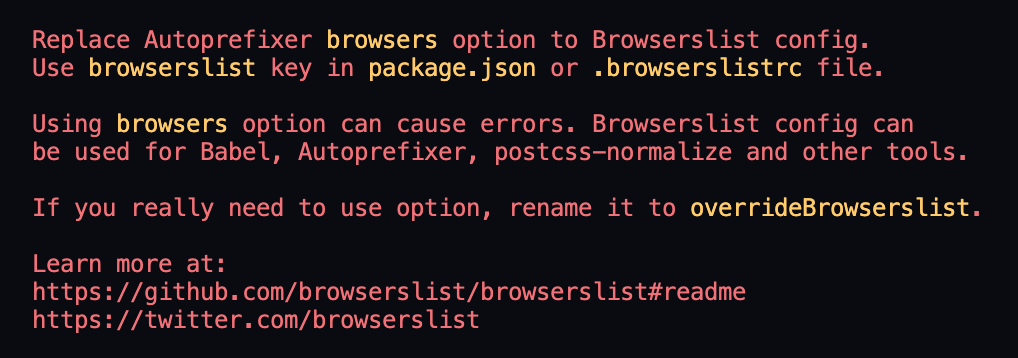 Replace Autoprefixer browsers option to Browserslist config.
Use browserslist key in package.json or .browserslistrc file.
Using browsers option can cause errors. Browserslist config can
be used for Babel, Autoprefixer, postcss-normalize and other tools.
If you really need to use option, rename it to overrideBrowserslist.
Learn more at:
https://github.com/browserslist/browserslist#readme
https://twitter.com/browserslist